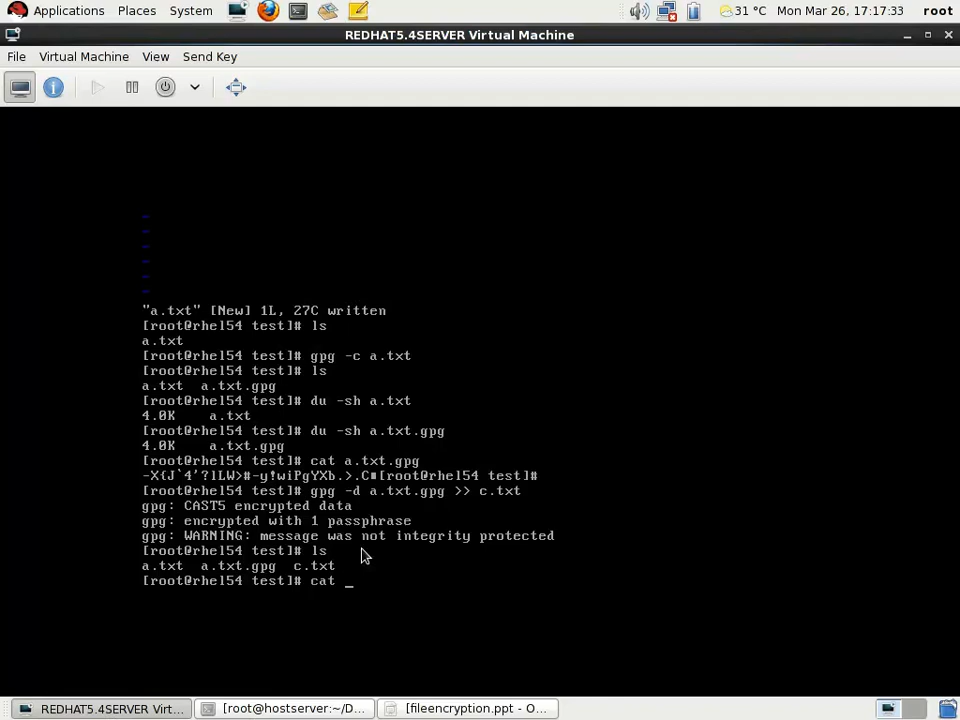 Applications Places System 31 °C Mon Mar 26, 17:17:33 root
REDHAT5.4SERVER Virtual Machine
File Virtual Machine View Send Key
~
~
~
~
~
~
"a.txt" [New] 1L, 27C written
[root@rhel54 test]# ls
a.txt
[root@rhel54 test]# gpg -c a.txt
[root@rhel54 test]# ls
a.txt a.txt.gpg
[root@rhel54 test]# du -sh a.txt
4.0K a.txt
[root@rhel54 test]# du -sh a.txt.gpg
4.0K a.txt.gpg
[root@rhel54 test]# cat a.txt.gpg
[root@rhel54 test]#
[root@rhel54 test]# gpg -d a.txt.gpg >> c.txt
gpg: CAST5 encrypted data
gpg: encrypted with 1 passphrase
gpg: WARNING: message was not integrity protected
[root@rhel54 test]# ls
a.txt a.txt.gpg c.txt
[root@rhel54 test]# cat _
REDHAT5.4SERVER Virt... [root@hostserver:~/D... [fileencryption.ppt - O...